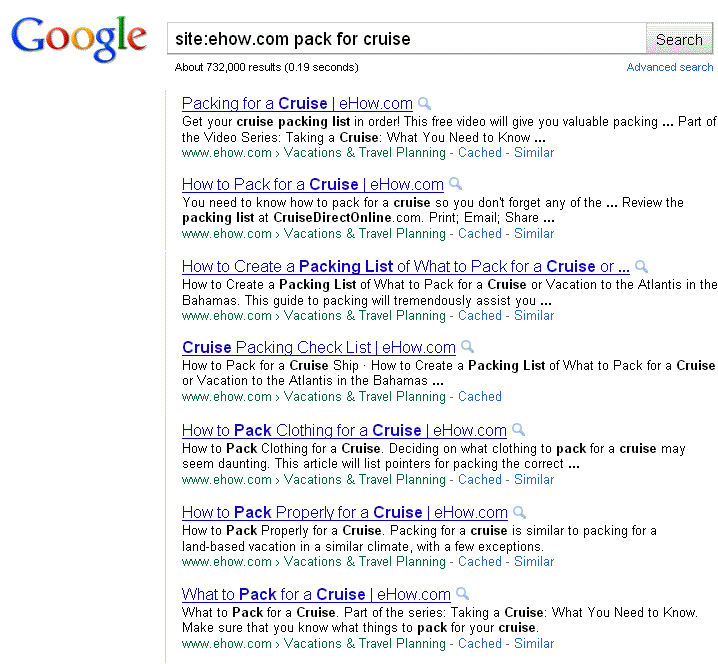 Google
site:ehow.com pack for cruise
Search
About 732,000 results (0.19 seconds)
Advanced search
Packing for a Cruise | eHow.com
Get your cruise packing list in order! This free video will give you valuable packing ... Part of
the Video Series: Taking a Cruise: What You Need to Know ...
www.ehow.com › Vacations & Travel Planning - Cached - Similar
How to Pack for a Cruise | eHow.com
You need to know how to pack for a cruise so you don't forget any of the ... Review the
packing list at CruiseDirectOnline.com. Print; Email; Share ...
www.ehow.com › Vacations & Travel Planning - Cached - Similar
How to Create a Packing List of What to Pack for a Cruise or ...
How to Create a Packing List of What to Pack for a Cruise or Vacation to the Atlantis in the
Bahamas. This guide to packing will tremendously assist you ...
www.ehow.com › Vacations & Travel Planning - Cached - Similar
Cruise Packing Check List | eHow.com
How to Pack for a Cruise Ship · How to Create a Packing List of What to Pack for a Cruise
or Vacation to the Atlantis in the Bahamas ...
www.ehow.com › Vacations & Travel Planning - Cached
How to Pack Clothing for a Cruise | eHow.com
How to Pack Clothing for a Cruise. Deciding on what clothing to pack for a cruise may
seem daunting. This article will list pointers for packing the correct ...
www.ehow.com › Vacations & Travel Planning - Cached - Similar
How to Pack Properly for a Cruise | eHow.com
How to Pack Properly for a Cruise. Packing for a cruise is similar to packing for a
land-based vacation in a similar climate, with a few exceptions.
www.ehow.com › Vacations & Travel Planning - Cached - Similar
What to Pack for a Cruise | eHow.com
What to Pack for a Cruise. Part of the series: Taking a Cruise: What You Need to Know.
Make sure that you know what things to pack for your cruise.
www.ehow.com › Vacations & Travel Planning - Cached - Similar